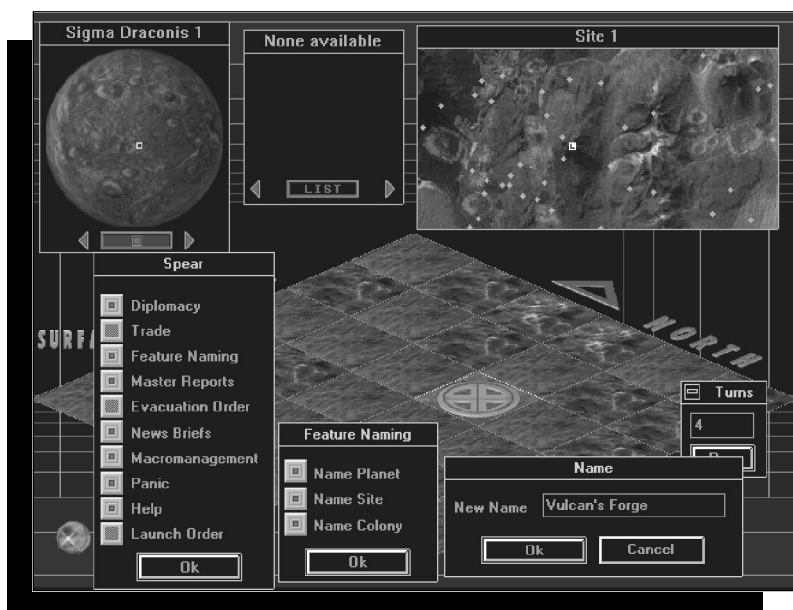 Sigma Draconis 1
None available
LIST
Site 1
NORTH
Spear
Diplomacy
Trade
Feature Naming
Master Reports
Evacuation Order
News Briefs
Macromanagement
Panic
Help
Launch Order
Ok
Feature Naming
Name Planet
Name Site
Name Colony
Ok
Turns
4
Name
New Name Vulcan's Forge
Ok Cancel